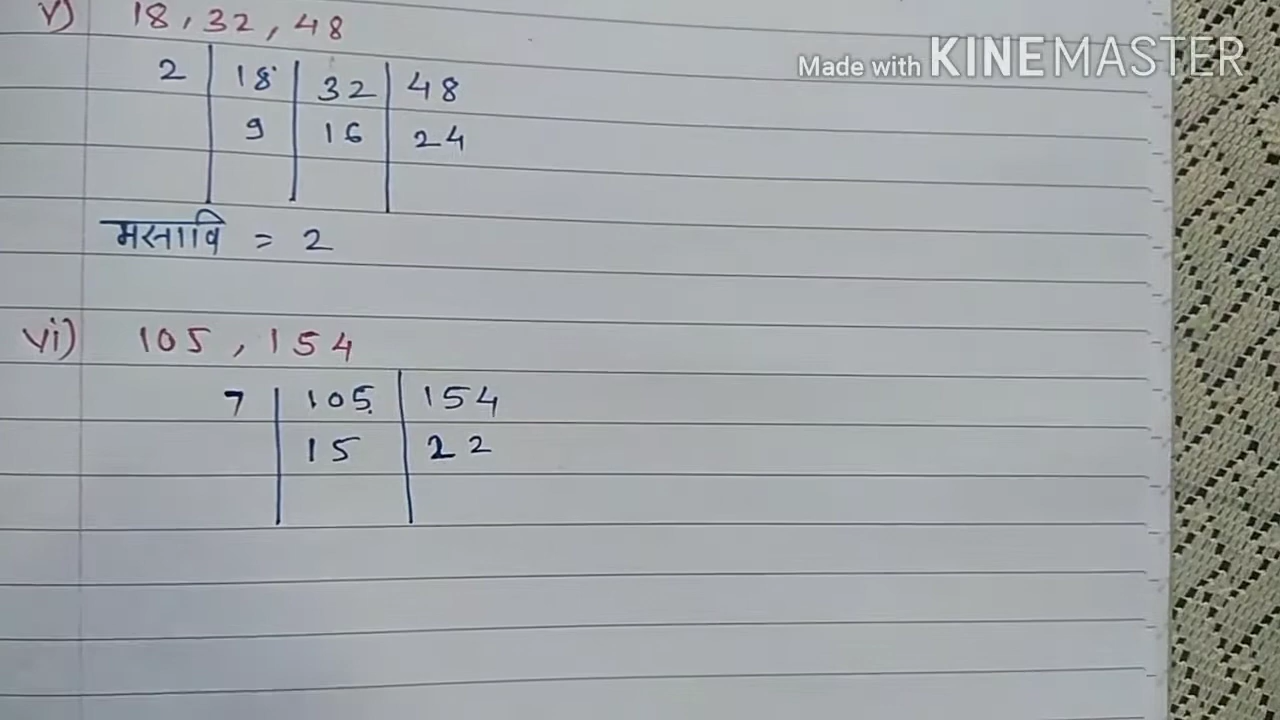 v) 18, 32, 48
Made with KINEMASTER
2 18 32 48
9 16 24
मसावि = 2
vi) 105, 154
7 105 154
15 22